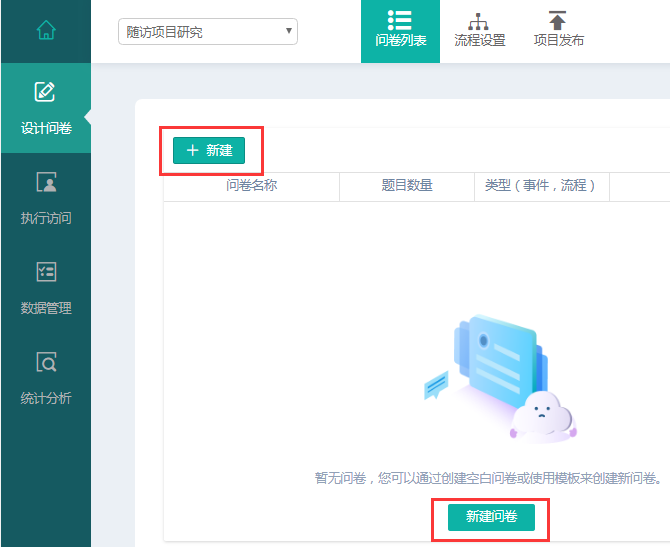 随访项目研究
问卷列表
流程设置
项目发布
设计问卷
执行访问
数据管理
统计分析
新建
问卷名称
题目数量
类型（事件，流程）
暂无问卷，您可以通过创建空白问卷或使用模板来创建新问卷。
新建问卷